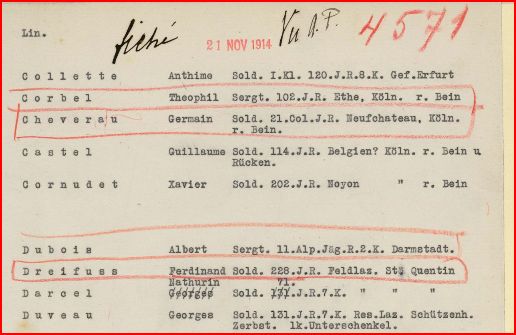 Lin.
fiché
Vu A.F.
4571
21 NOV 1914
Collette Anthime Sold. I.Kl. 120.J.R.8.K. Gef.Erfurt
Corbel Theophil Sergt. 102.J.R. Ethe, Köln. r. Bein
Cheverau Germain Sold. 21.Col.J.R. Neufchateau, Köln.
r. Bein.
Castel Guillaume Sold. 114.J.R. Belgien? Köln. r. Bein u
Rücken.
Cornudet Xavier Sold. 202.J.R. Noyon " r. Bein
Dubois Albert Sergt. 11.Alp.Jäg.R.2.K. Darmstadt.
Dreifuss Ferdinand Sold. 228.J.R. Feldlaz. St. Quentin
Nathurin 71.
Darcel Georges Sold. 131.J.R.7.K. " " "
Duveau Georges Sold. 131.J.R.7.K. Res.Laz. Schützenh.
Zerbst. lk.Unterschenkel.